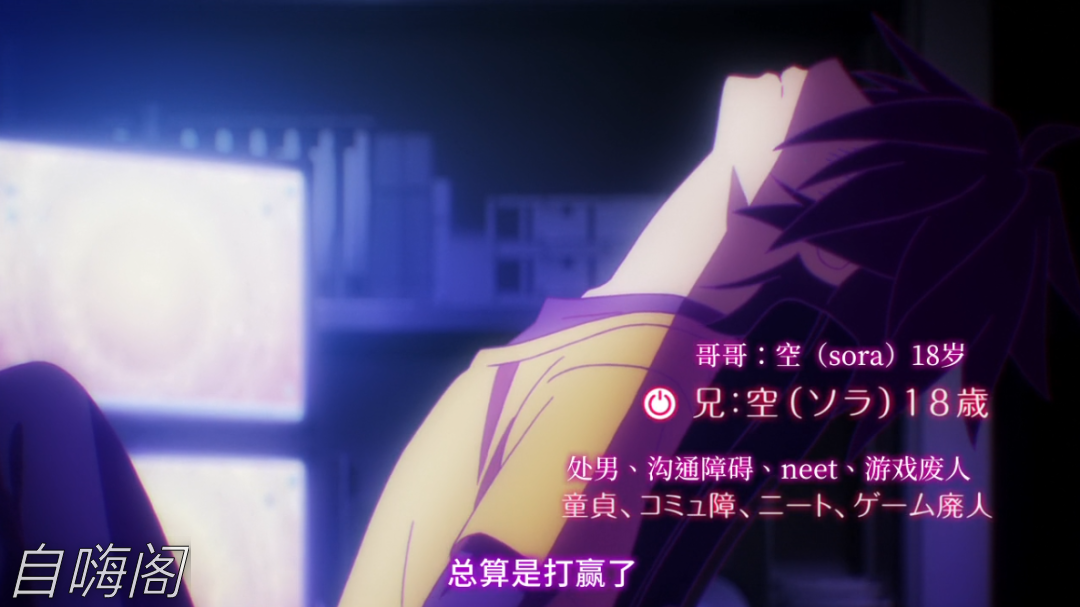 哥哥：空（sora）18岁
兄：空（ソラ）18歳
处男、沟通障碍、neet、游戏废人
童貞、コミュ障、ニート、ゲーム廃人
总算是打赢了
自嗨阁